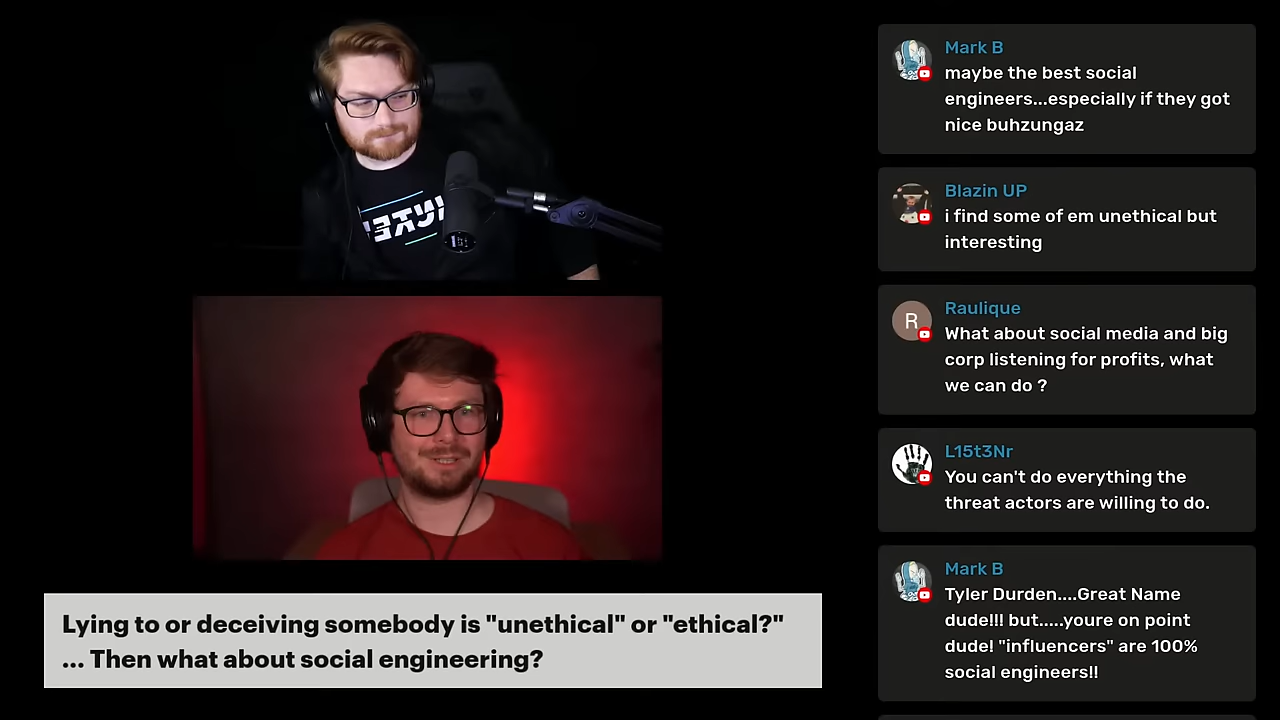 Mark B
maybe the best social
engineers...especially if they got
nice buhzungaz
Blazin UP
i find some of em unethical but
interesting
R
Raulique
What about social media and big
corp listening for profits, what
we can do ?
L15t3Nr
You can't do everything the
threat actors are willing to do.
Mark B
Tyler Durden....Great Name
dude!!! but.....youre on point
dude! "influencers" are 100%
social engineers!!
Lying to or deceiving somebody is "unethical" or "ethical?"
... Then what about social engineering?